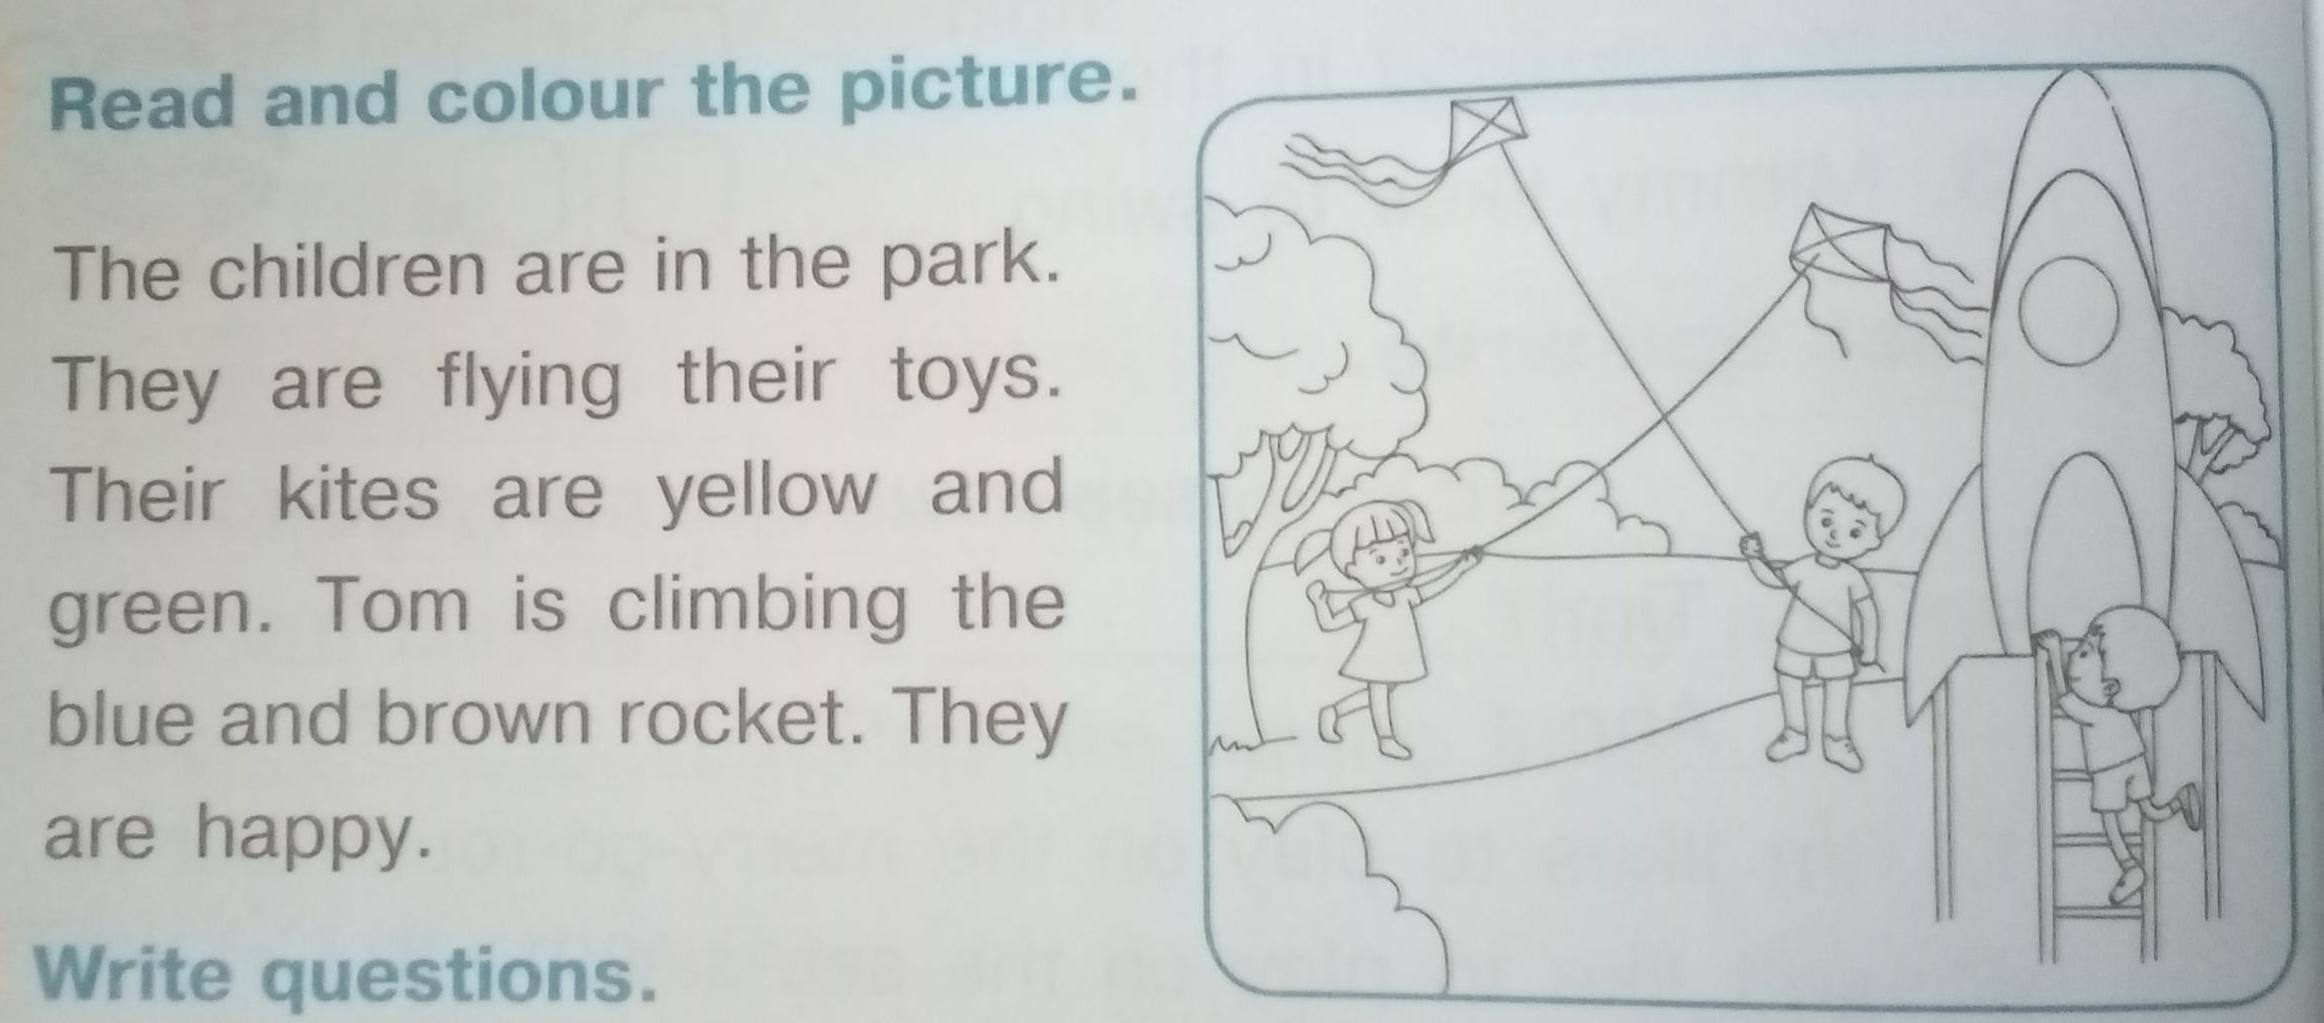 Read and colour the picture.
The children are in the park.
They are flying their toys.
Their kites are yellow and
green. Tom is climbing the
blue and brown rocket. They
are happy.
Write questions.